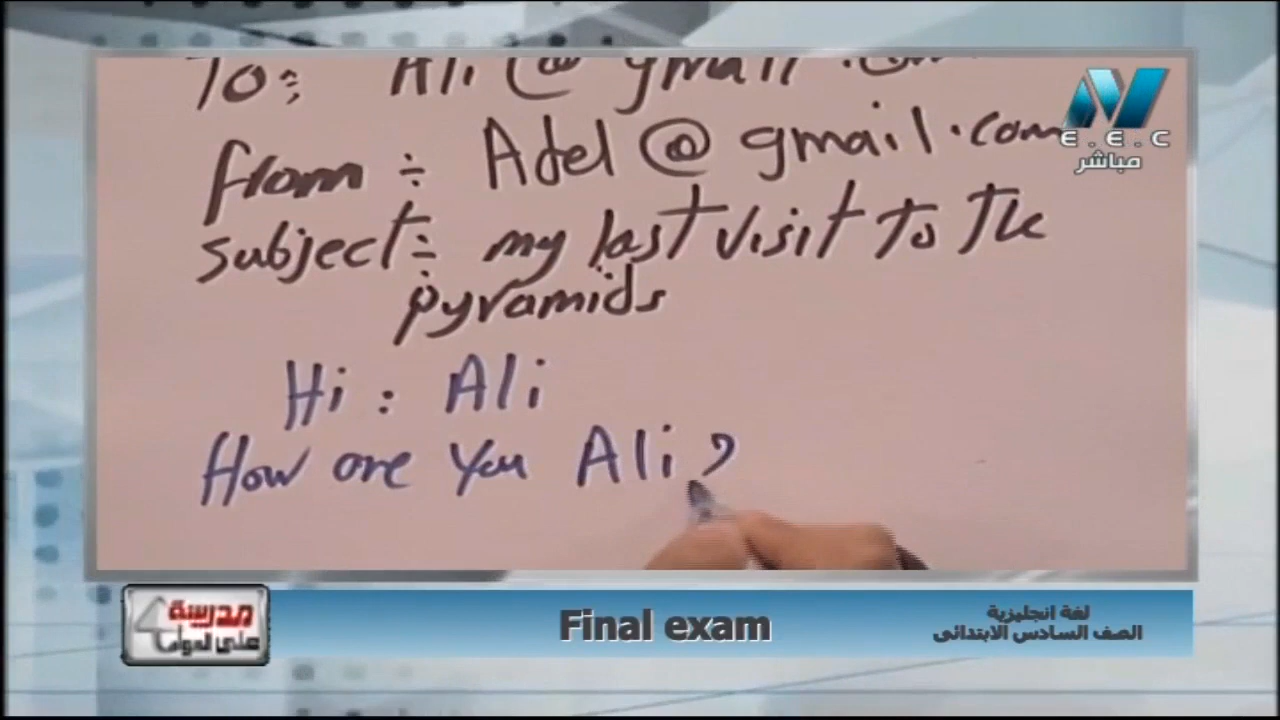 To: Ali @ gmail .com
from : Adel @ gmail.com
subject : my last visit to the
pyramids
Hi : Ali
How are you Ali ?
E.E.C
مباشر
مدرسة
على الهواء
Final exam
لغة انجليزية
الصف السادس الابتدائى